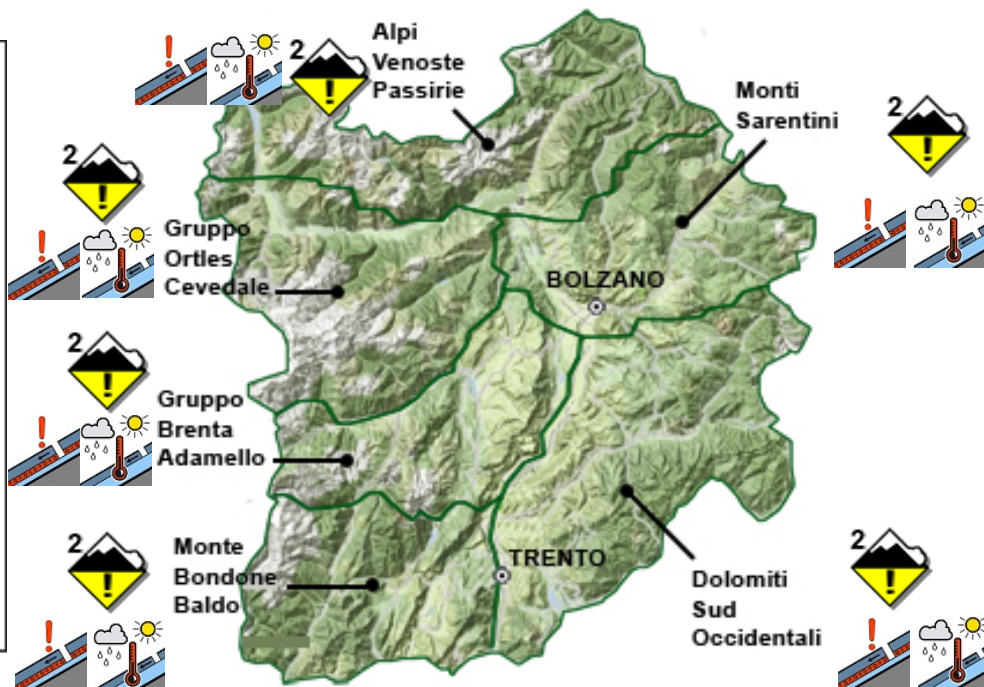 2
Alpi
Venoste
Passirie
Monti
Sarentini
2
2
Gruppo
Ortles
Cevedale
BOLZANO
2
Gruppo
Brenta
Adamello
2
Monte
Bondone
Baldo
TRENTO
Dolomiti
Sud
Occidentali
2